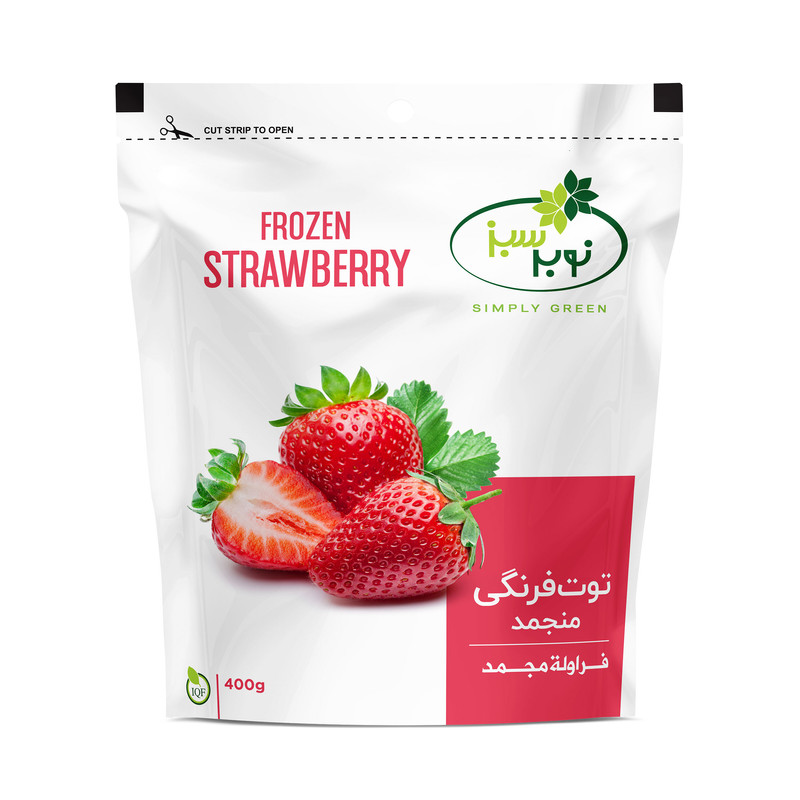 CUT STRIP TO OPEN
FROZEN
STRAWBERRY
نوبر سبز
SIMPLY GREEN
توت‌فرنگی
منجمد
فراولة مجمد
IQF
400g